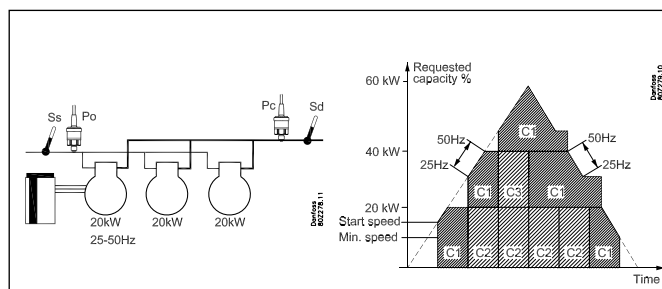 Ss
Po
Pc
Sd
20kW
20kW
20kW
25-50Hz
Danfoss
802278.11
Requested
capacity %
60 kW
40 kW
20 kW
Start speed
Min. speed
50Hz
25Hz
50Hz
25Hz
C1
C1
C3
C1
C1
C2
C2
C2
C2
C1
Time
Danfoss
802279.10